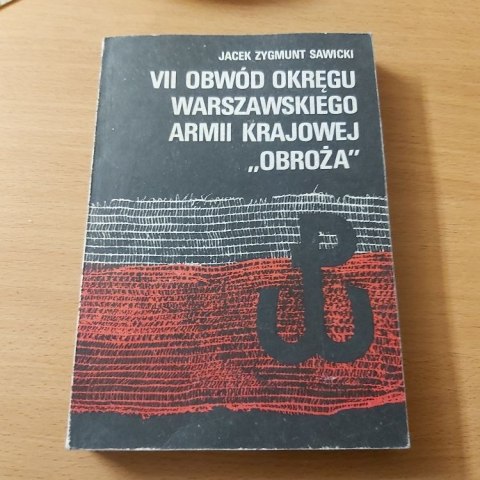 JACEK ZYGMUNT SAWICKI
VII OBWÓD OKRĘGU
WARSZAWSKIEGO
ARMII KRAJOWEJ
„OBROŻA”